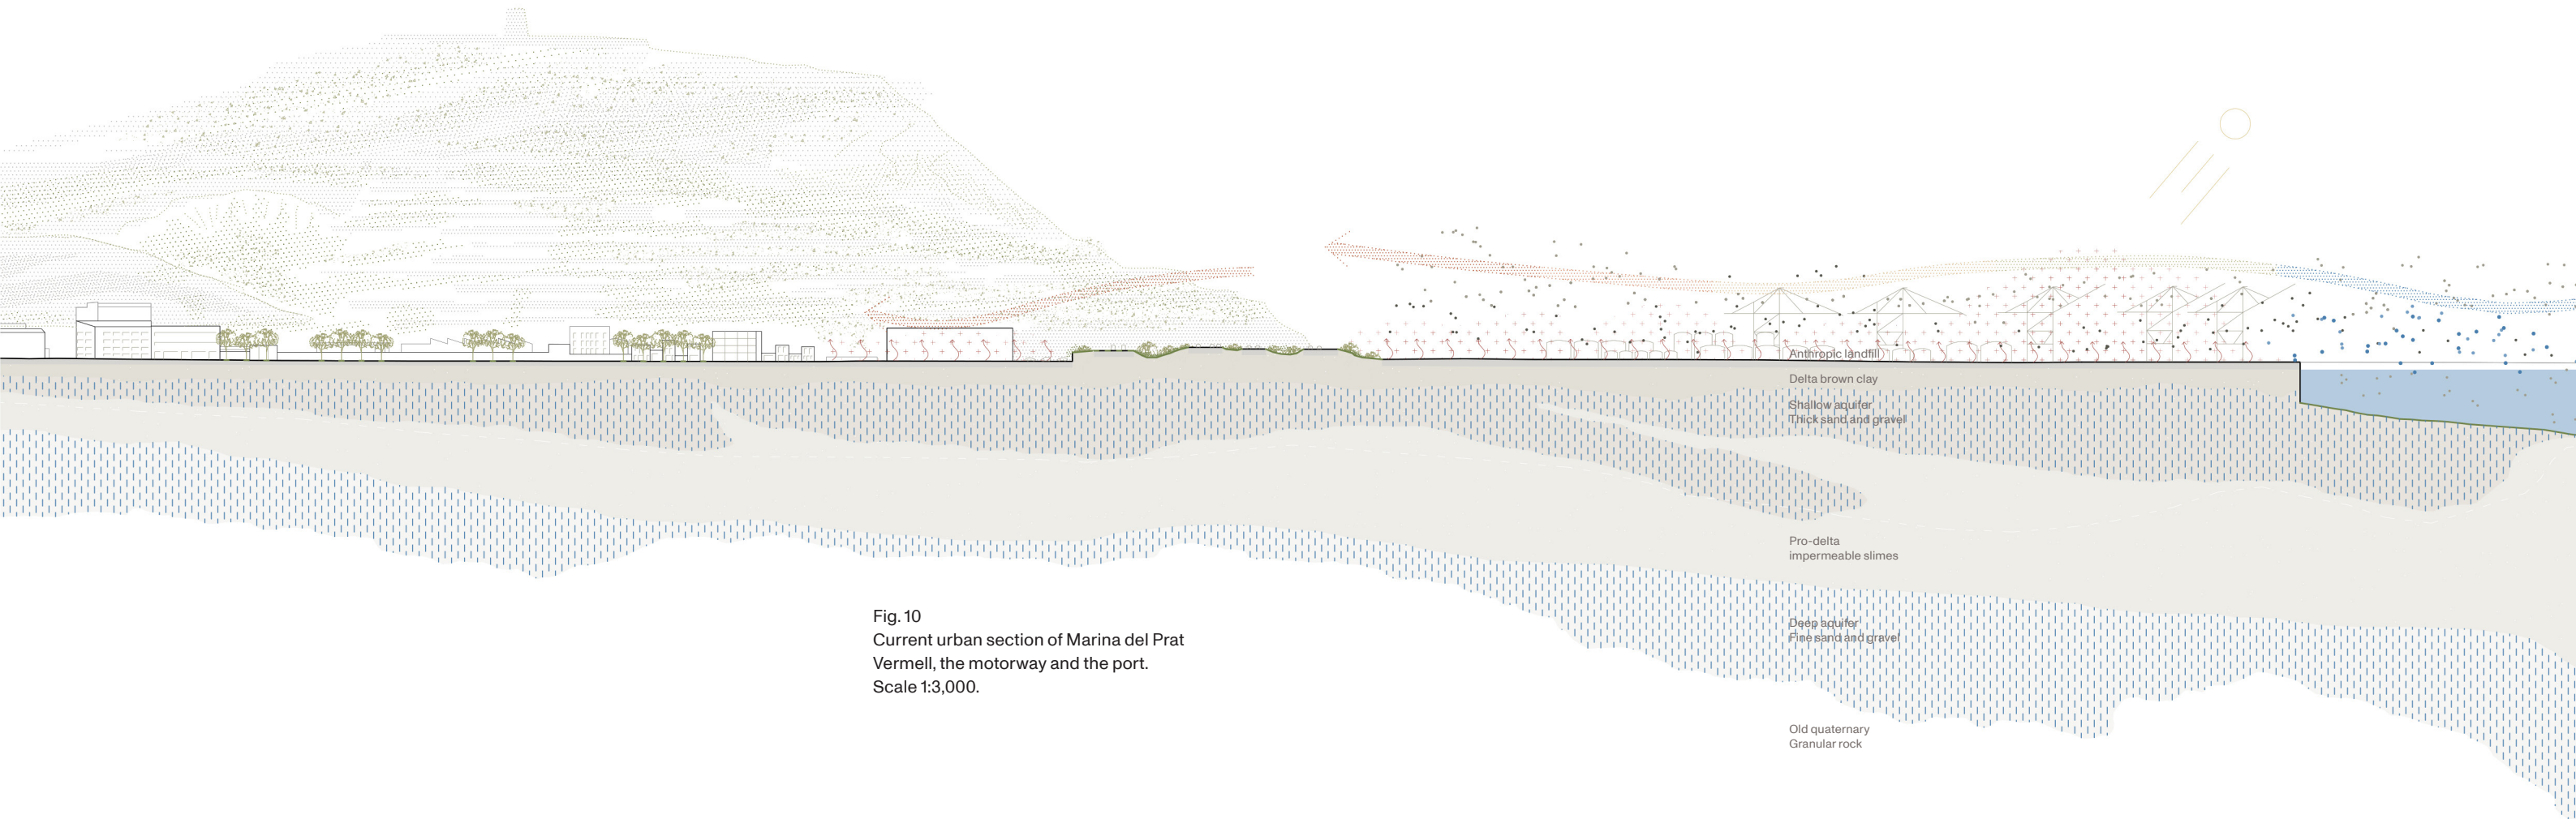 Anthropic landfill
Delta brown clay
Shallow aquifer
Thick sand and gravel
Pro-delta
impermeable slimes
Deep aquifer
Fine sand and gravel
Old quaternary
Granular rock
Fig. 10
Current urban section of Marina del Prat
Vermell, the motorway and the port.
Scale 1:3,000.